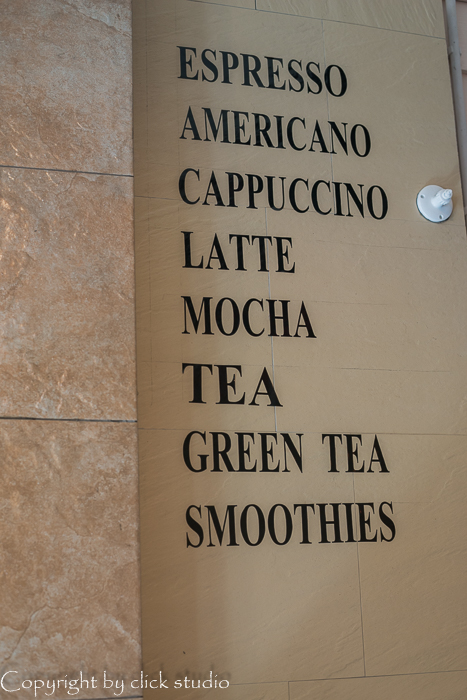 ESPRESSO
AMERICANO
CAPPUCCINO
LATTE
MOCHA
TEA
GREEN TEA
SMOOTHIES
Copyright by click studio